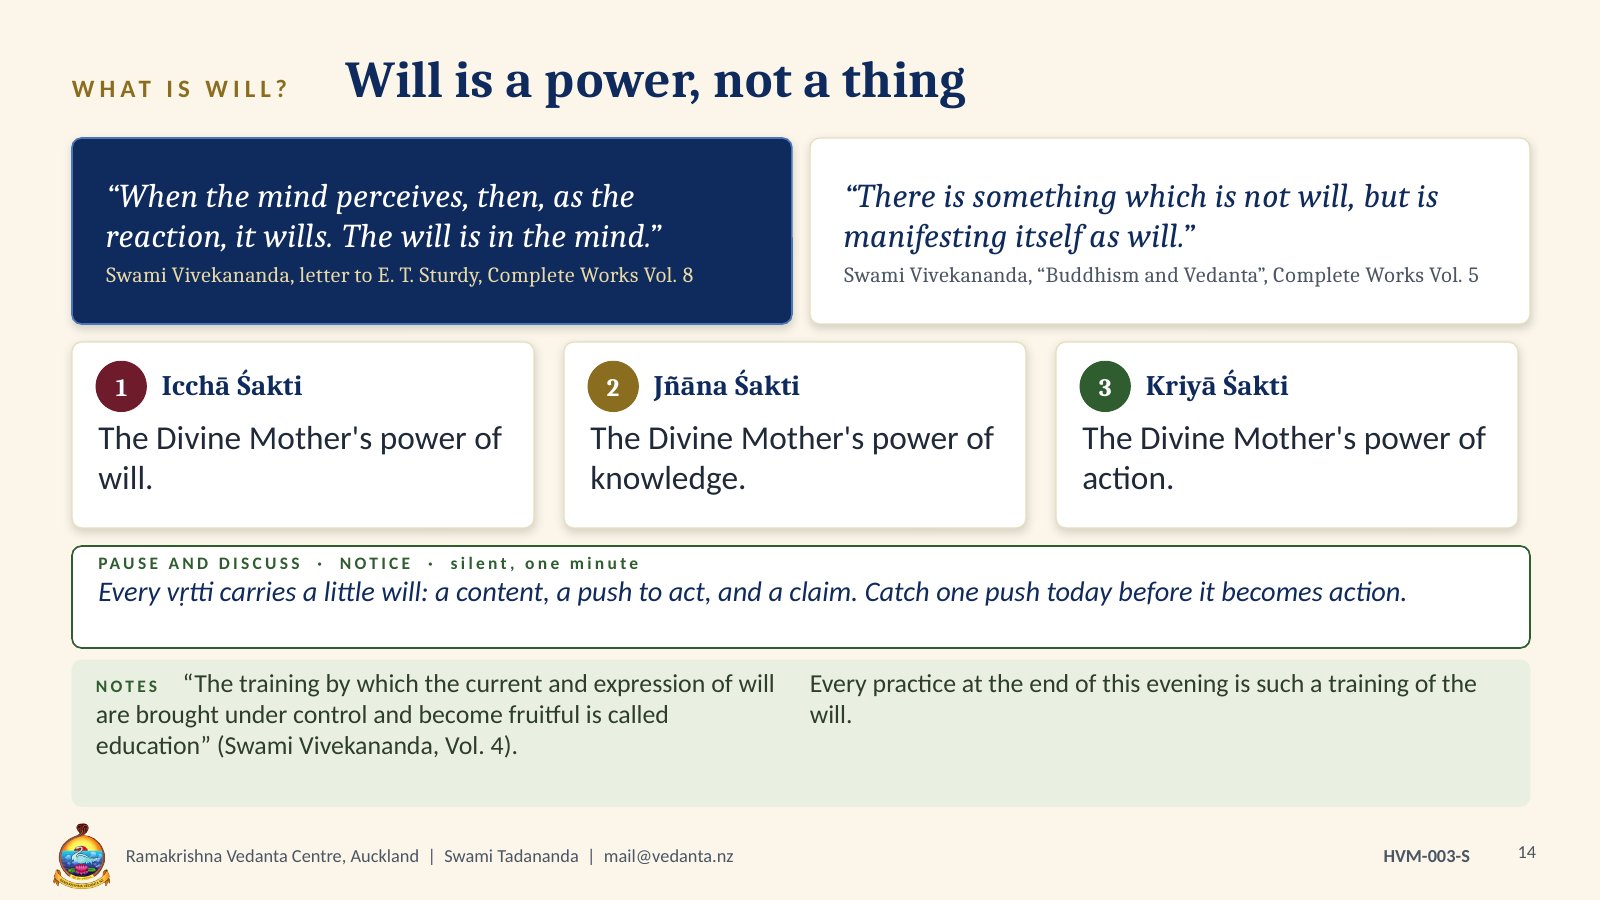 WHAT IS WILL?
Will is a power, not a thing
“When the mind perceives, then, as the
reaction, it wills. The will is in the mind.”
Swami Vivekananda, letter to E. T. Sturdy, Complete Works Vol. 8
“There is something which is not will, but is
manifesting itself as will.”
Swami Vivekananda, “Buddhism and Vedanta”, Complete Works Vol. 5
1 Icchā Śakti
The Divine Mother's power of
will.
2 Jñāna Śakti
The Divine Mother's power of
knowledge.
3 Kriyā Śakti
The Divine Mother's power of
action.
PAUSE AND DISCUSS · NOTICE · silent, one minute
Every vṛtti carries a little will: a content, a push to act, and a claim. Catch one push today before it becomes action.
NOTES “The training by which the current and expression of will
are brought under control and become fruitful is called
education” (Swami Vivekananda, Vol. 4).
Every practice at the end of this evening is such a training of the
will.
Ramakrishna Vedanta Centre, Auckland | Swami Tadananda | mail@vedanta.nz
HVM-003-S
14